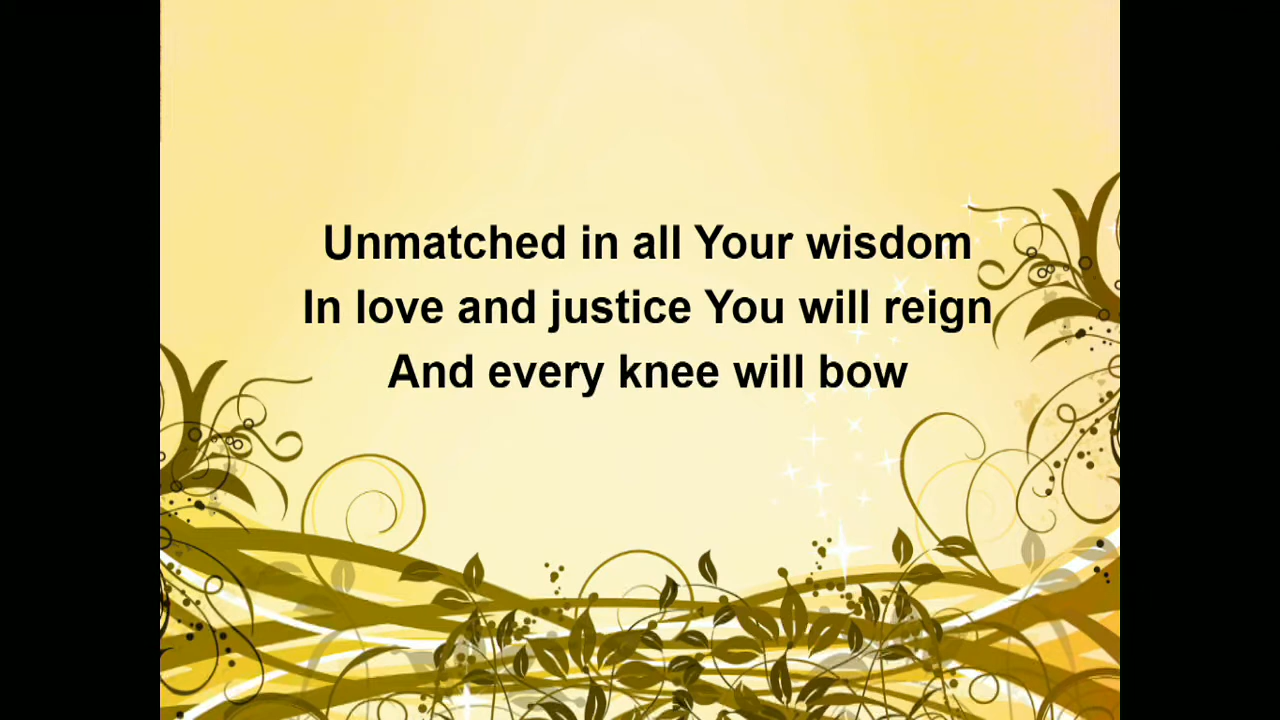 Unmatched in all Your wisdom
In love and justice You will reign
And every knee will bow